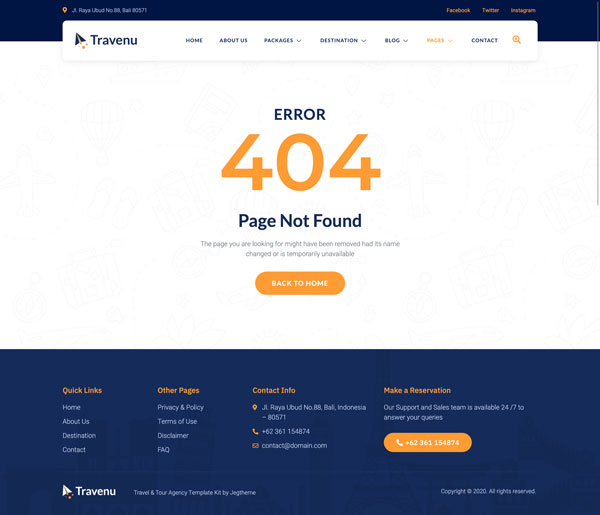 Jl. Raya Ubud No.88, Bali 80571
Facebook Twitter Instagram
Travenu
HOME ABOUT US PACKAGES DESTINATION BLOG PAGES CONTACT
ERROR
404
Page Not Found
The page you are looking for might have been removed had its name
changed or is temporarily unavailable
BACK TO HOME
Quick Links
Home
About Us
Destination
Contact
Other Pages
Privacy & Policy
Terms of Use
Disclaimer
FAQ
Contact Info
Jl. Raya Ubud No.88, Bali, Indonesia
– 80571
+62 361 154874
contact@domain.com
Make a Reservation
Our Support and Sales team is available 24 /7 to
answer your queries
+62 361 154874
Travenu
Travel & Tour Agency Template Kit by Jegtheme
Copyright © 2020. All rights reserved.